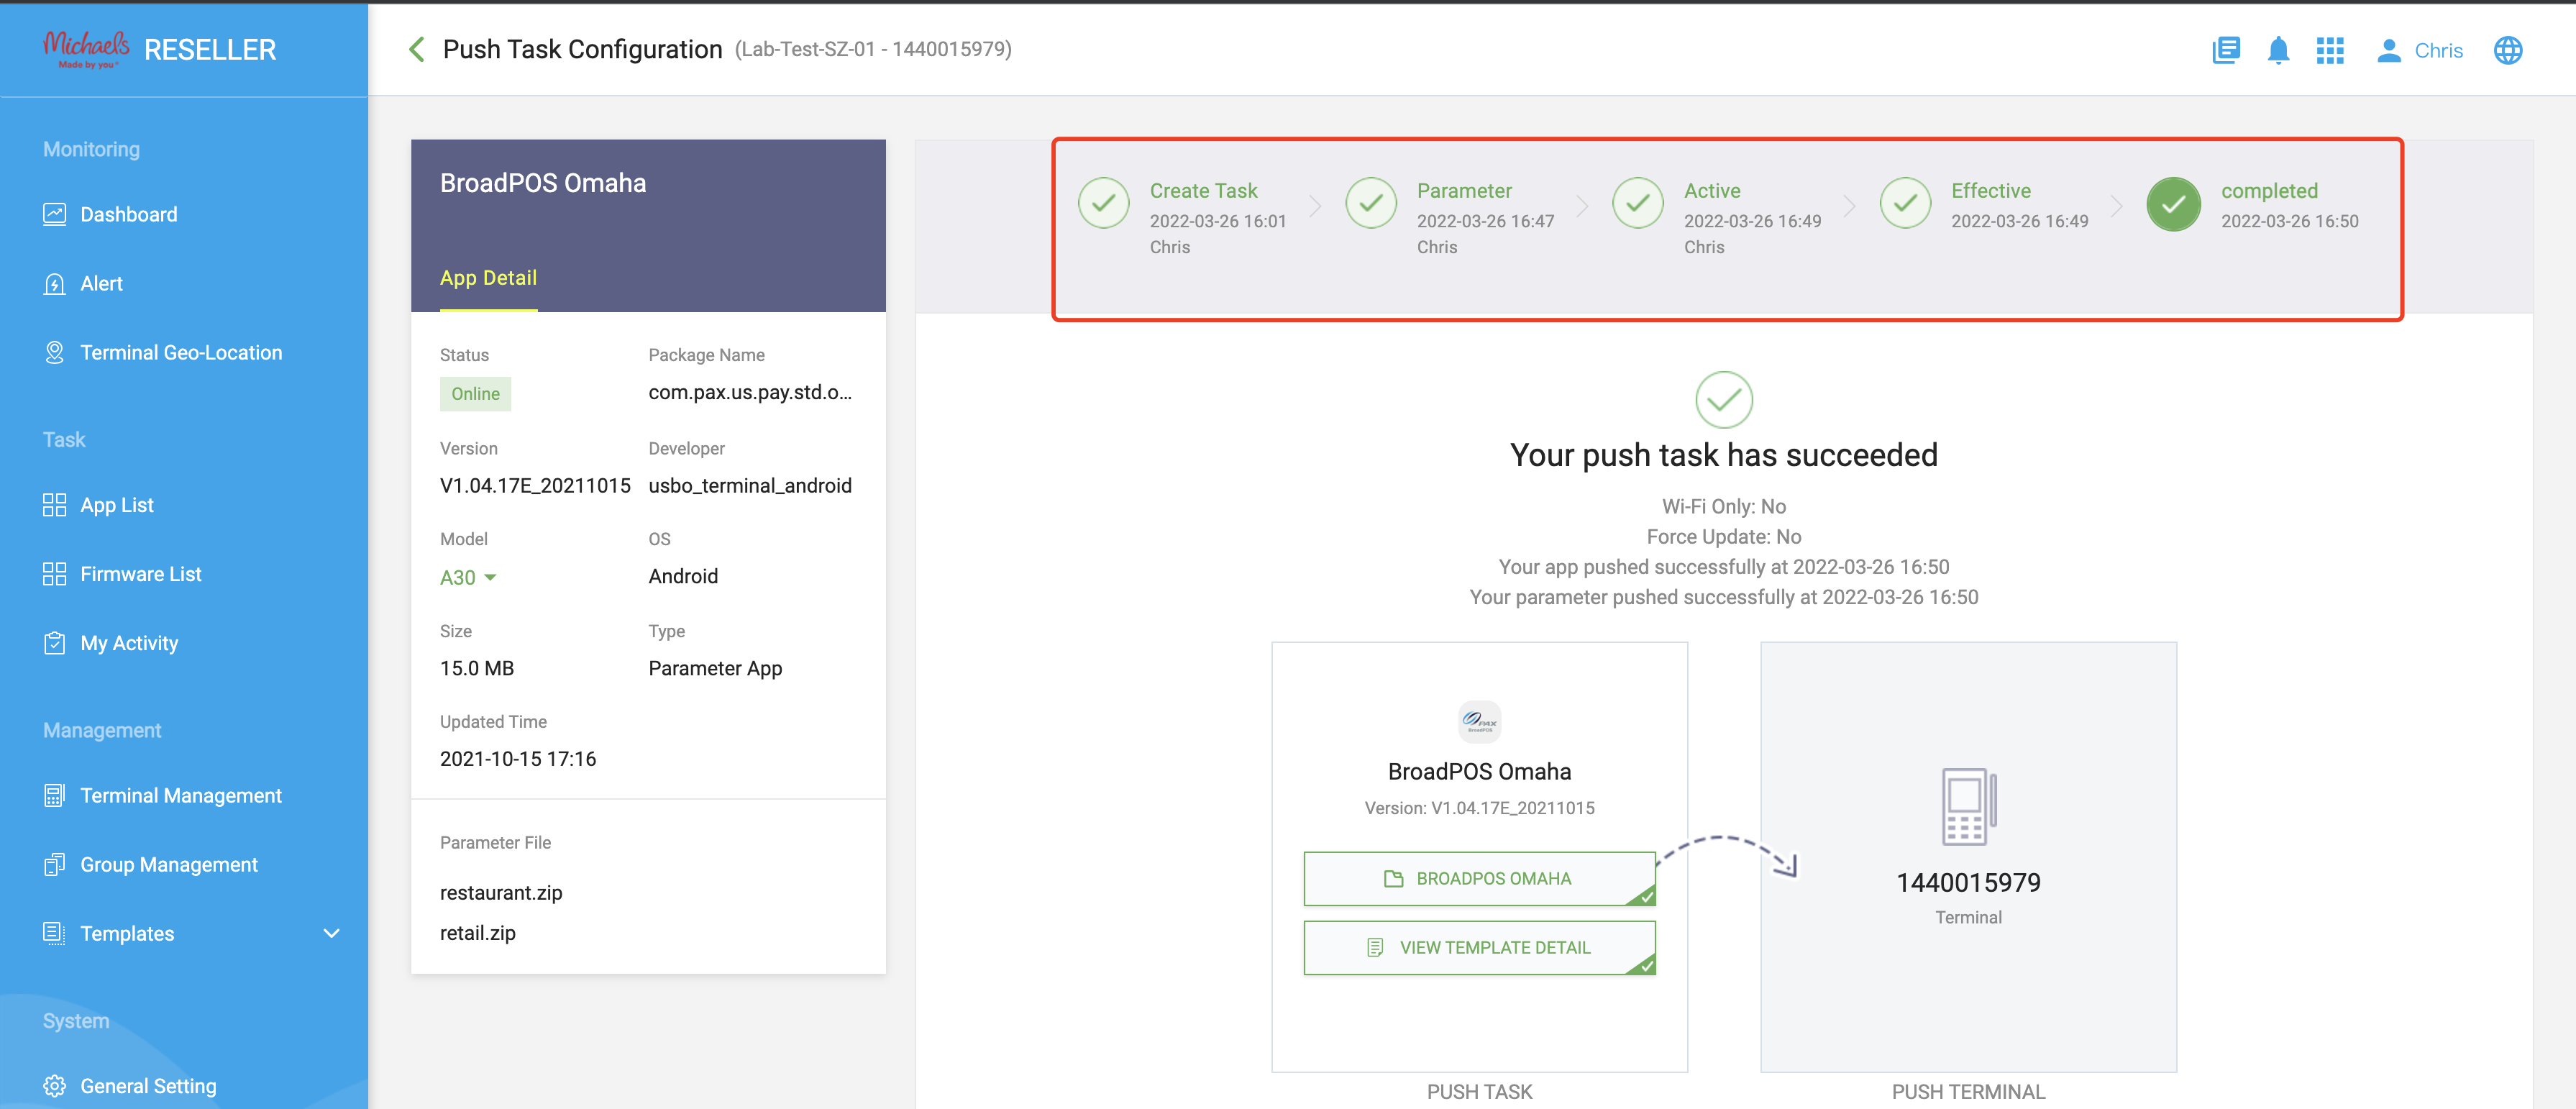 Michaels
Made by you
RESELLER
Push Task Configuration (Lab-Test-SZ-01 - 1440015979)
Chris
Monitoring
Dashboard
Alert
Terminal Geo-Location
Task
App List
Firmware List
My Activity
Management
Terminal Management
Group Management
Templates
System
General Setting
BroadPOS Omaha
App Detail
Status
Package Name
Online
com.pax.us.pay.std.o...
Version
Developer
V1.04.17E_20211015
usbo_terminal_android
Model
OS
A30
Android
Size
Type
15.0 MB
Parameter App
Updated Time
2021-10-15 17:16
Parameter File
restaurant.zip
retail.zip
Create Task
2022-03-26 16:01
Chris
Parameter
2022-03-26 16:47
Chris
Active
2022-03-26 16:49
Chris
Effective
2022-03-26 16:49
completed
2022-03-26 16:50
Your push task has succeeded
Wi-Fi Only: No
Force Update: No
Your app pushed successfully at 2022-03-26 16:50
Your parameter pushed successfully at 2022-03-26 16:50
PAX
BroadPOS
BroadPOS Omaha
Version: V1.04.17E_20211015
BROADPOS OMAHA
VIEW TEMPLATE DETAIL
PUSH TASK
1440015979
Terminal
PUSH TERMINAL